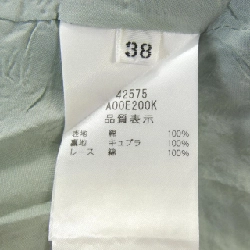 38
42575
A00E200K
品質表示
表地 綿 100%
裏地 キュプラ 100%
レース 綿 100%